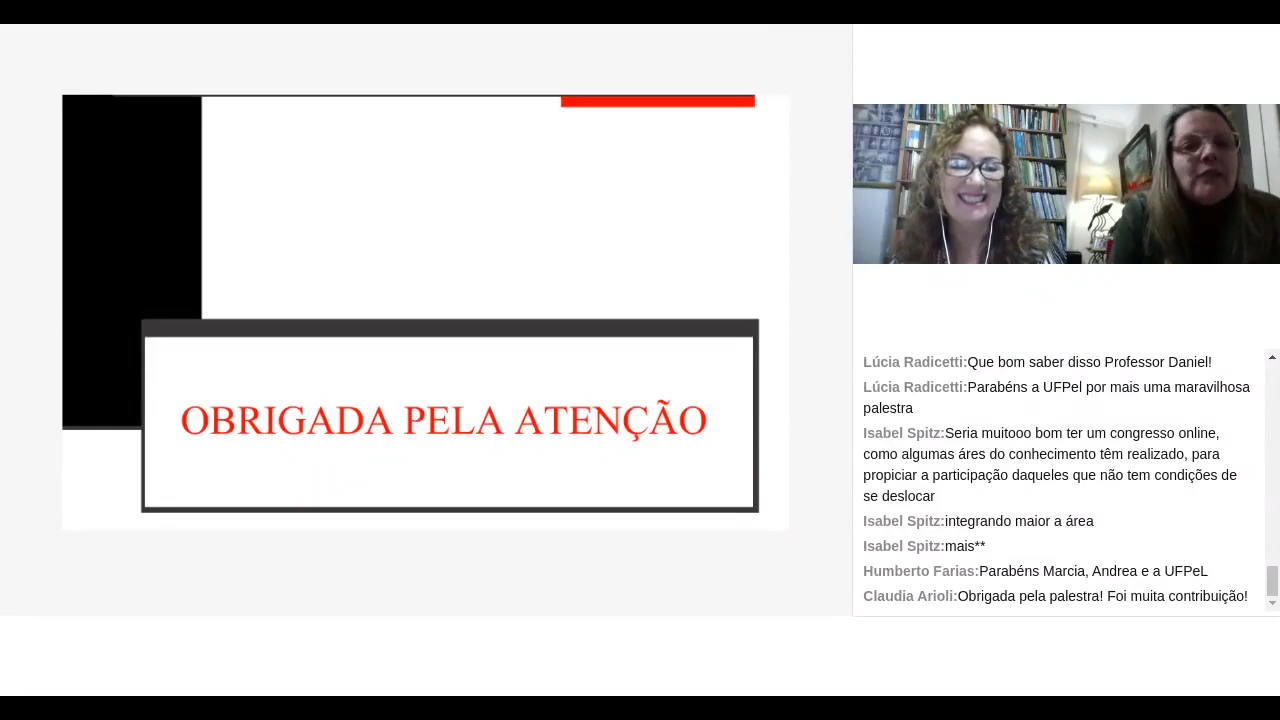 OBRIGADA PELA ATENÇÃO
Lúcia Radicetti:Que bom saber disso Professor Daniel!
Lúcia Radicetti:Parabéns a UFPel por mais uma maravilhosa
palestra
Isabel Spitz:Seria muitooo bom ter um congresso online,
como algumas áres do conhecimento têm realizado, para
propiciar a participação daqueles que não tem condições de
se deslocar
Isabel Spitz:integrando maior a área
Isabel Spitz:mais**
Humberto Farias:Parabéns Marcia, Andrea e a UFPeL
Claudia Arioli:Obrigada pela palestra! Foi muita contribuição!